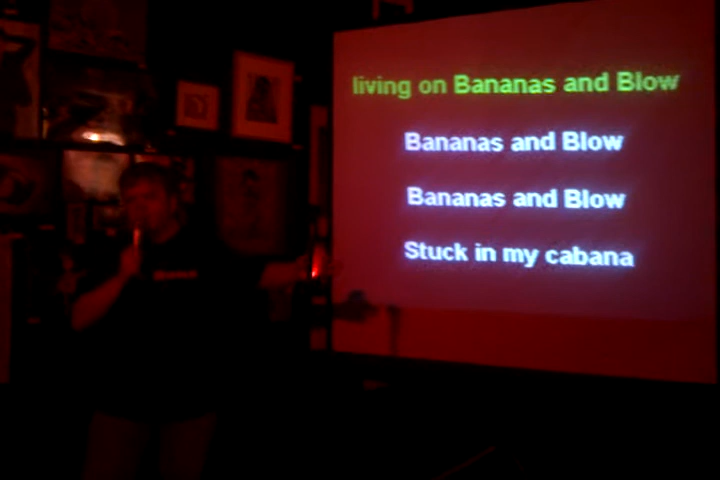 living on Bananas and Blow
Bananas and Blow
Bananas and Blow
Stuck in my cabana